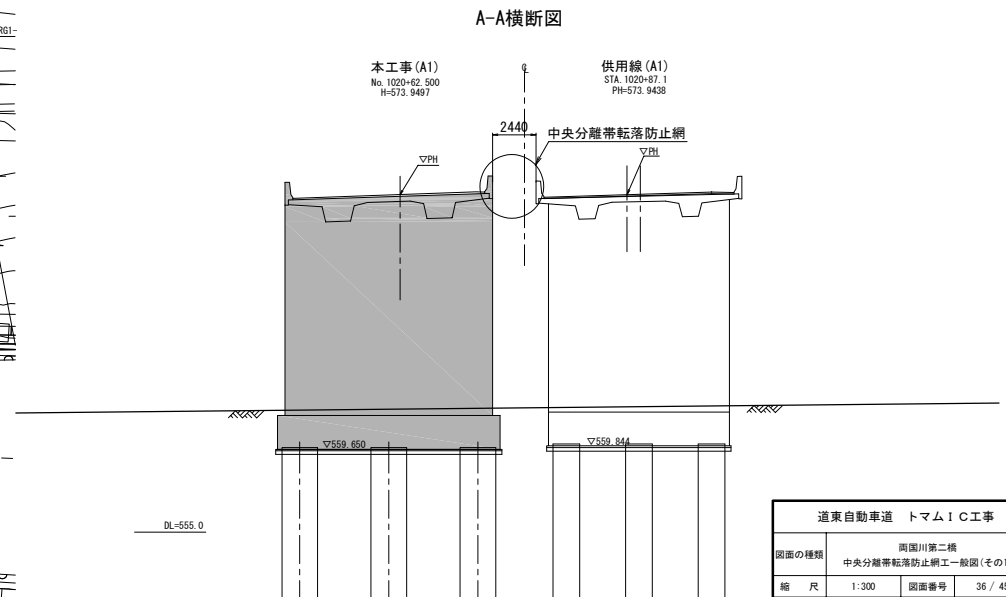 A-A横断図
RG1-
本工事(A1)
No. 1020+62.500
H=573.9497
℄
供用線(A1)
STA. 1020+87.1
PH=573.9438
2440
中央分離帯転落防止網
▽PH
▽PH
▽559.650
▽559.844
DL=555.0
道東自動車道 トマムIC工事
図面の種類
両国川第二橋
中央分離帯転落防止網工一般図(その1
縮 尺
1:300
図面番号
36 / 45